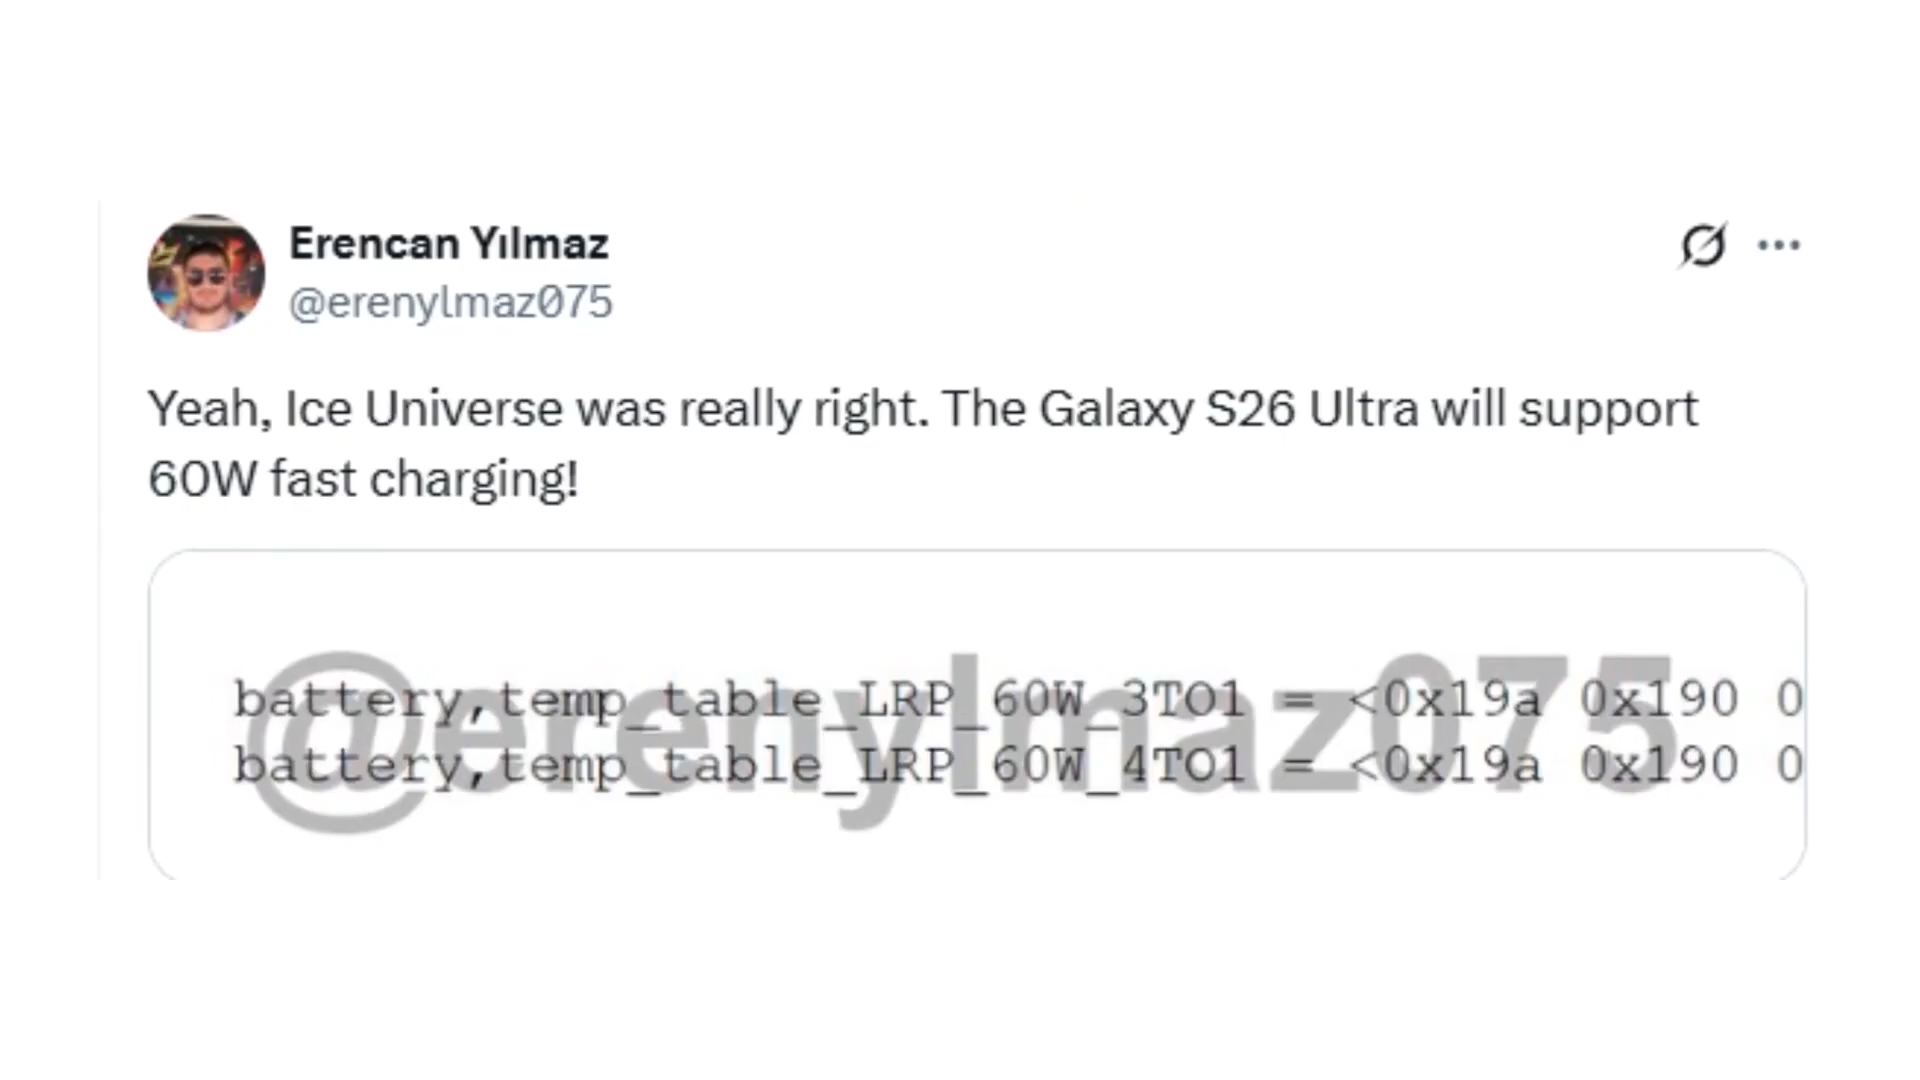 Erencan Yılmaz
@erenylmaz075
Yeah, Ice Universe was really right. The Galaxy S26 Ultra will support
60W fast charging!
@erenylmaz075
battery,temp_table_LRP_60W_3TO1 = <0x19a 0x190 0
battery,temp_table_LRP_60W_4TO1 = <0x19a 0x190 0